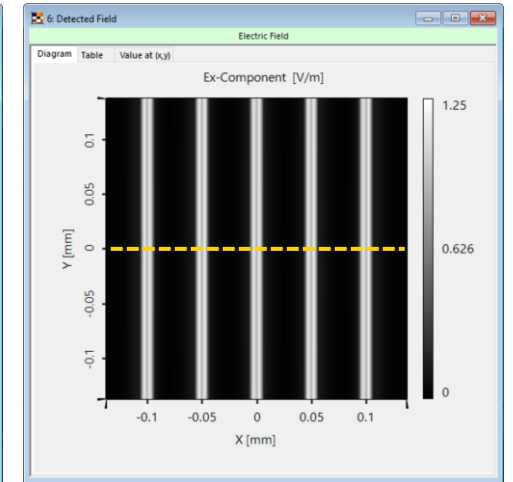 6: Detected Field
Electric Field
Diagram Table Value at (x,y)
Ex-Component [V/m]
1.25
0.626
0
0.1
0.05
0
-0.05
-0.1
Y [mm]
-0.1 -0.05 0 0.05 0.1
X [mm]